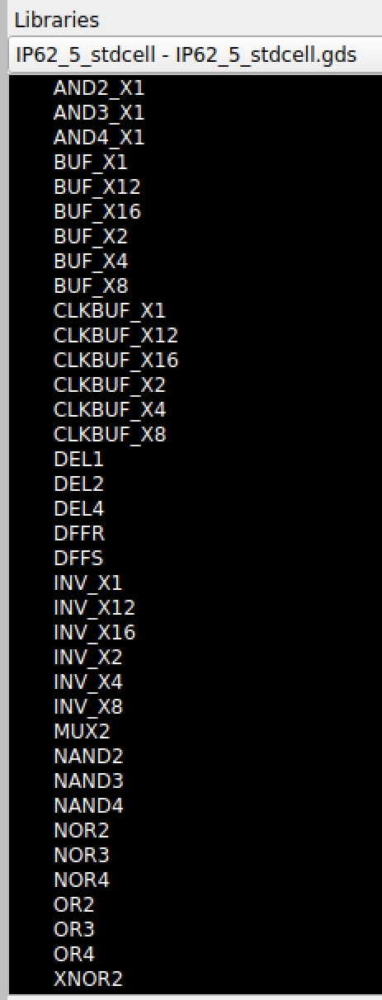 Libraries
IP62_5_stdcell - IP62_5_stdcell.gds
AND2_X1
AND3_X1
AND4_X1
BUF_X1
BUF_X12
BUF_X16
BUF_X2
BUF_X4
BUF_X8
CLKBUF_X1
CLKBUF_X12
CLKBUF_X16
CLKBUF_X2
CLKBUF_X4
CLKBUF_X8
DEL1
DEL2
DEL4
DFFR
DFFS
INV_X1
INV_X12
INV_X16
INV_X2
INV_X4
INV_X8
MUX2
NAND2
NAND3
NAND4
NOR2
NOR3
NOR4
OR2
OR3
OR4
XNOR2